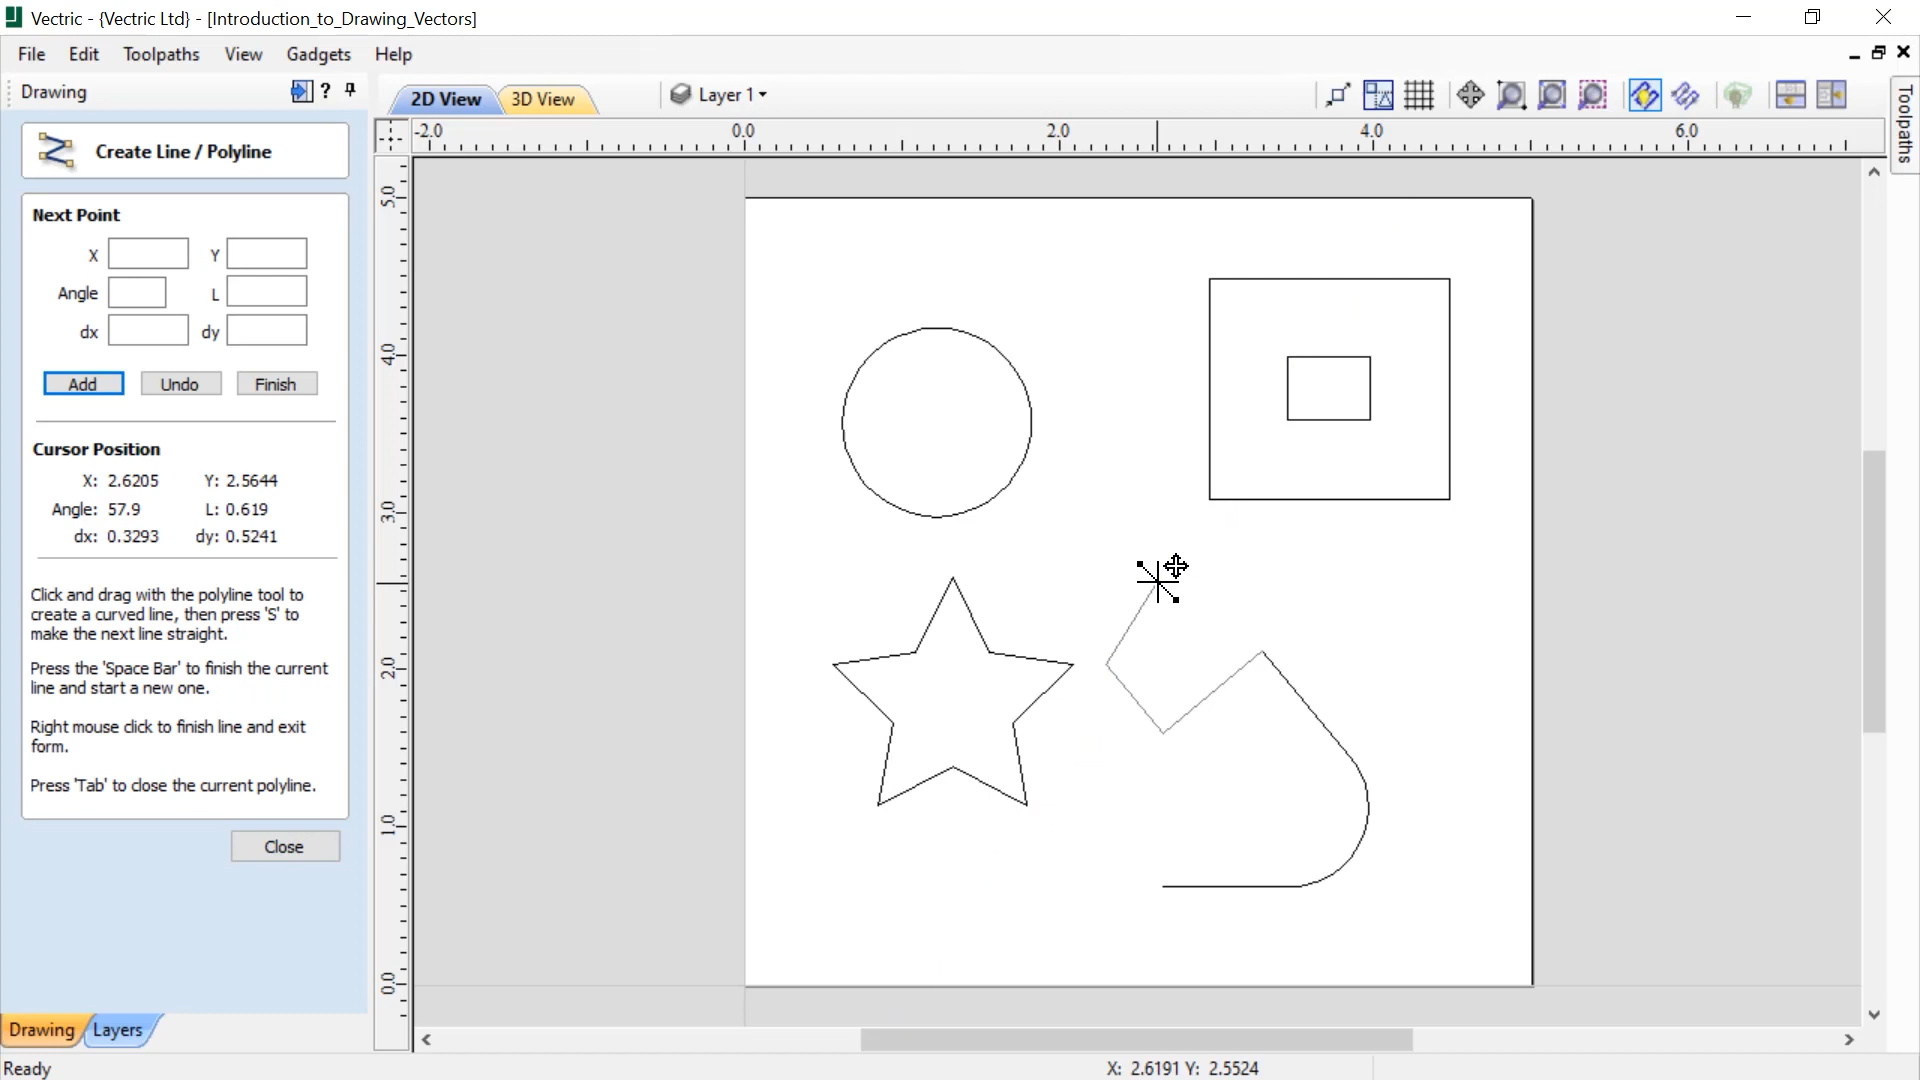 Vectric - {Vectric Ltd} - [Introduction_to_Drawing_Vectors]
File Edit Toolpaths View Gadgets Help
Drawing
?
2D View 3D View Layer 1
Toolpaths
-2.0 0.0 2.0 4.0 6.0
Create Line / Polyline
Next Point
X Y
Angle L
dx dy
Add Undo Finish
Cursor Position
X: 2.6205 Y: 2.5644
Angle: 57.9 L: 0.619
dx: 0.3293 dy: 0.5241
Click and drag with the polyline tool to
create a curved line, then press 'S' to
make the next line straight.
Press the 'Space Bar' to finish the current
line and start a new one.
Right mouse click to finish line and exit
form.
Press 'Tab' to close the current polyline.
Close
5.0
4.0
3.0
2.0
1.0
0.0
Drawing Layers
Ready
X: 2.6191 Y: 2.5524